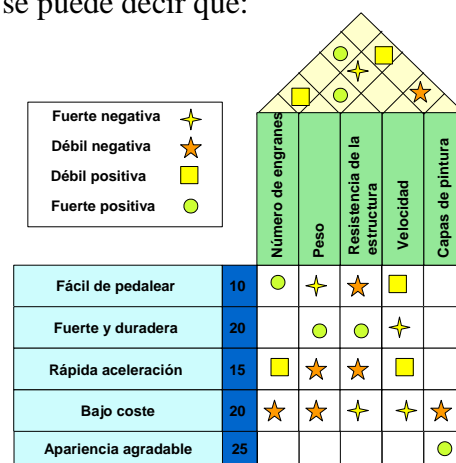 se puede decir que:
Fuerte negativa
Débil negativa
Débil positiva
Fuerte positiva
Número de engranes
Peso
Resistencia de la
estructura
Velocidad
Capas de pintura
Fácil de pedalear 10
Fuerte y duradera 20
Rápida aceleración 15
Bajo coste 20
Apariencia agradable 25